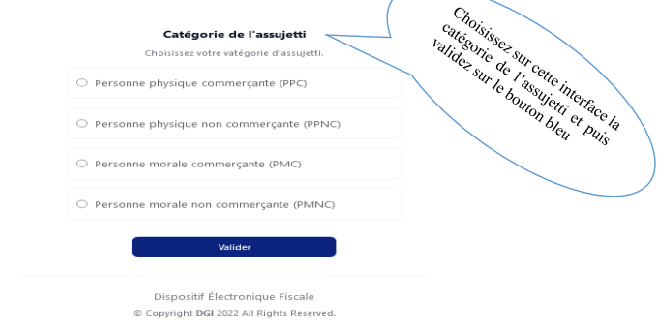 Catégorie de l'assujetti
Choisissez votre vatégorie d'assujetti.
Personne physique commerçante (PPC)
Personne physique non commerçante (PPNC)
Personne morale commerçante (PMC)
Personne morale non commerçante (PMNC)
Valider
Dispositif Électronique Fiscale
© Copyright DGI 2022 All Rights Reserved.
Choisissez sur cette interface la
catégorie de l'assujetti et puis
validez sur le bouton bleu